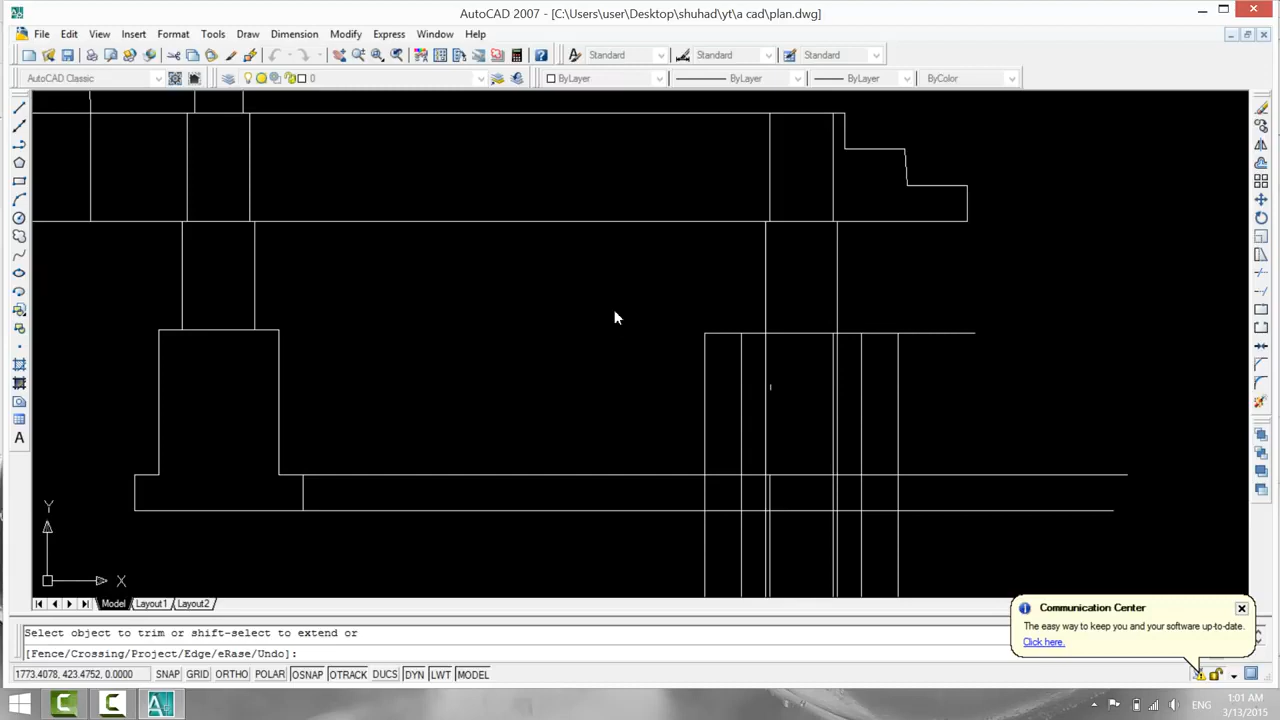 AutoCAD 2007 - [C:\Users\user\Desktop\shuhad\yt\a cad\plan.dwg]
File Edit View Insert Format Tools Draw Dimension Modify Express Window Help
Standard Standard Standard
AutoCAD Classic 0 ByLayer ByLayer ByLayer ByColor
A
Y
X
Model Layout1 Layout2
Communication Center
The easy way to keep you and your software up-to-date.
Click here.
Select object to trim or shift-select to extend or
[Fence/Crossing/Project/Edge/eRase/Undo]:
1773.4078, 423.4752, 0.0000 SNAP GRID ORTHO POLAR OSNAP OTRACK DUCS DYN LWT MODEL
ENG
1:01 AM
3/13/2015